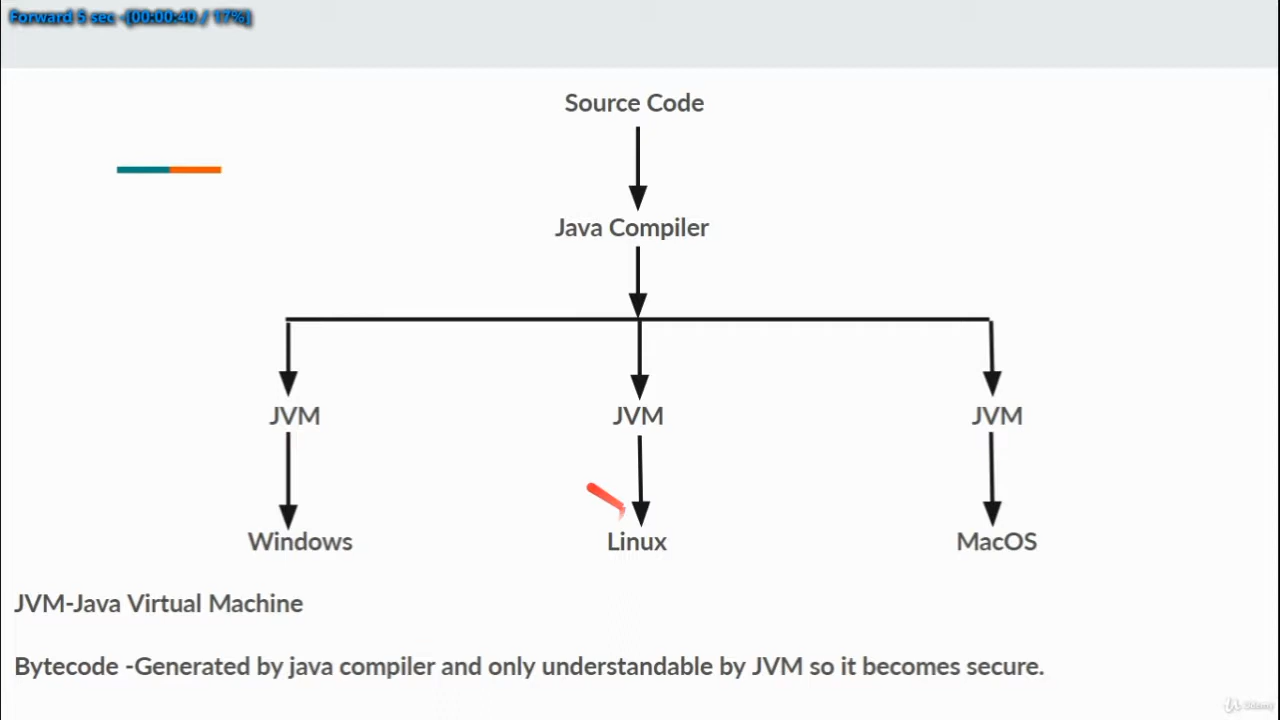 Forward 5 sec -[00:00:40 / 17%]
Source Code
Java Compiler
JVM JVM JVM
Windows Linux MacOS
JVM-Java Virtual Machine
Bytecode -Generated by java compiler and only understandable by JVM so it becomes secure.
Udemy